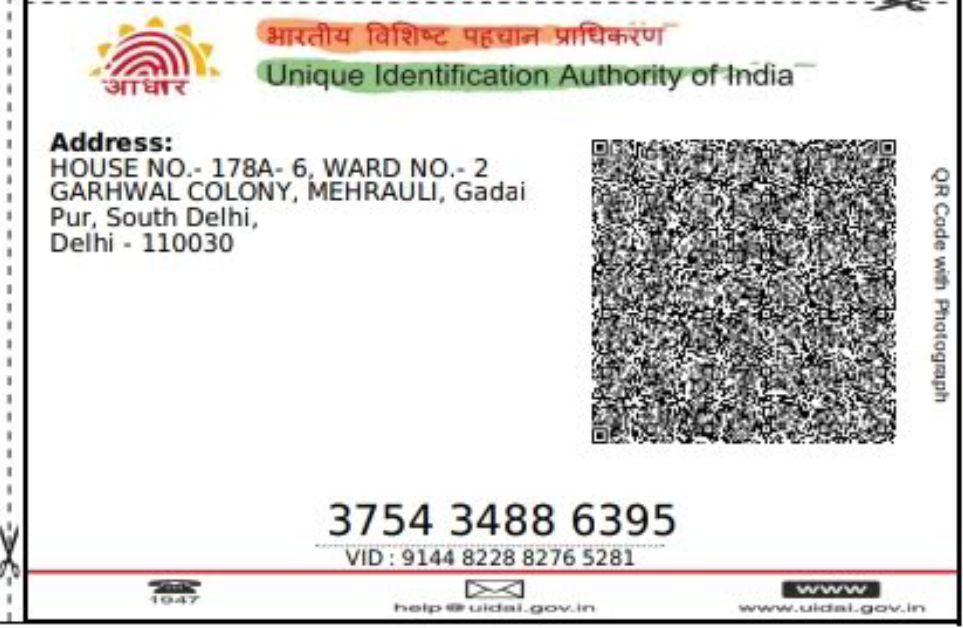 भारतीय विशिष्ट पहचान प्राधिकरण
Unique Identification Authority of India
आधार
Address:
HOUSE NO.- 178A- 6, WARD NO.- 2
GARHWAL COLONY, MEHRAULI, Gadai
Pur, South Delhi,
Delhi - 110030
QR Code with Photograph
3754 3488 6395
VID : 9144 8228 8276 5281
1947
help@uidai.gov.in
www
www.uidai.gov.in